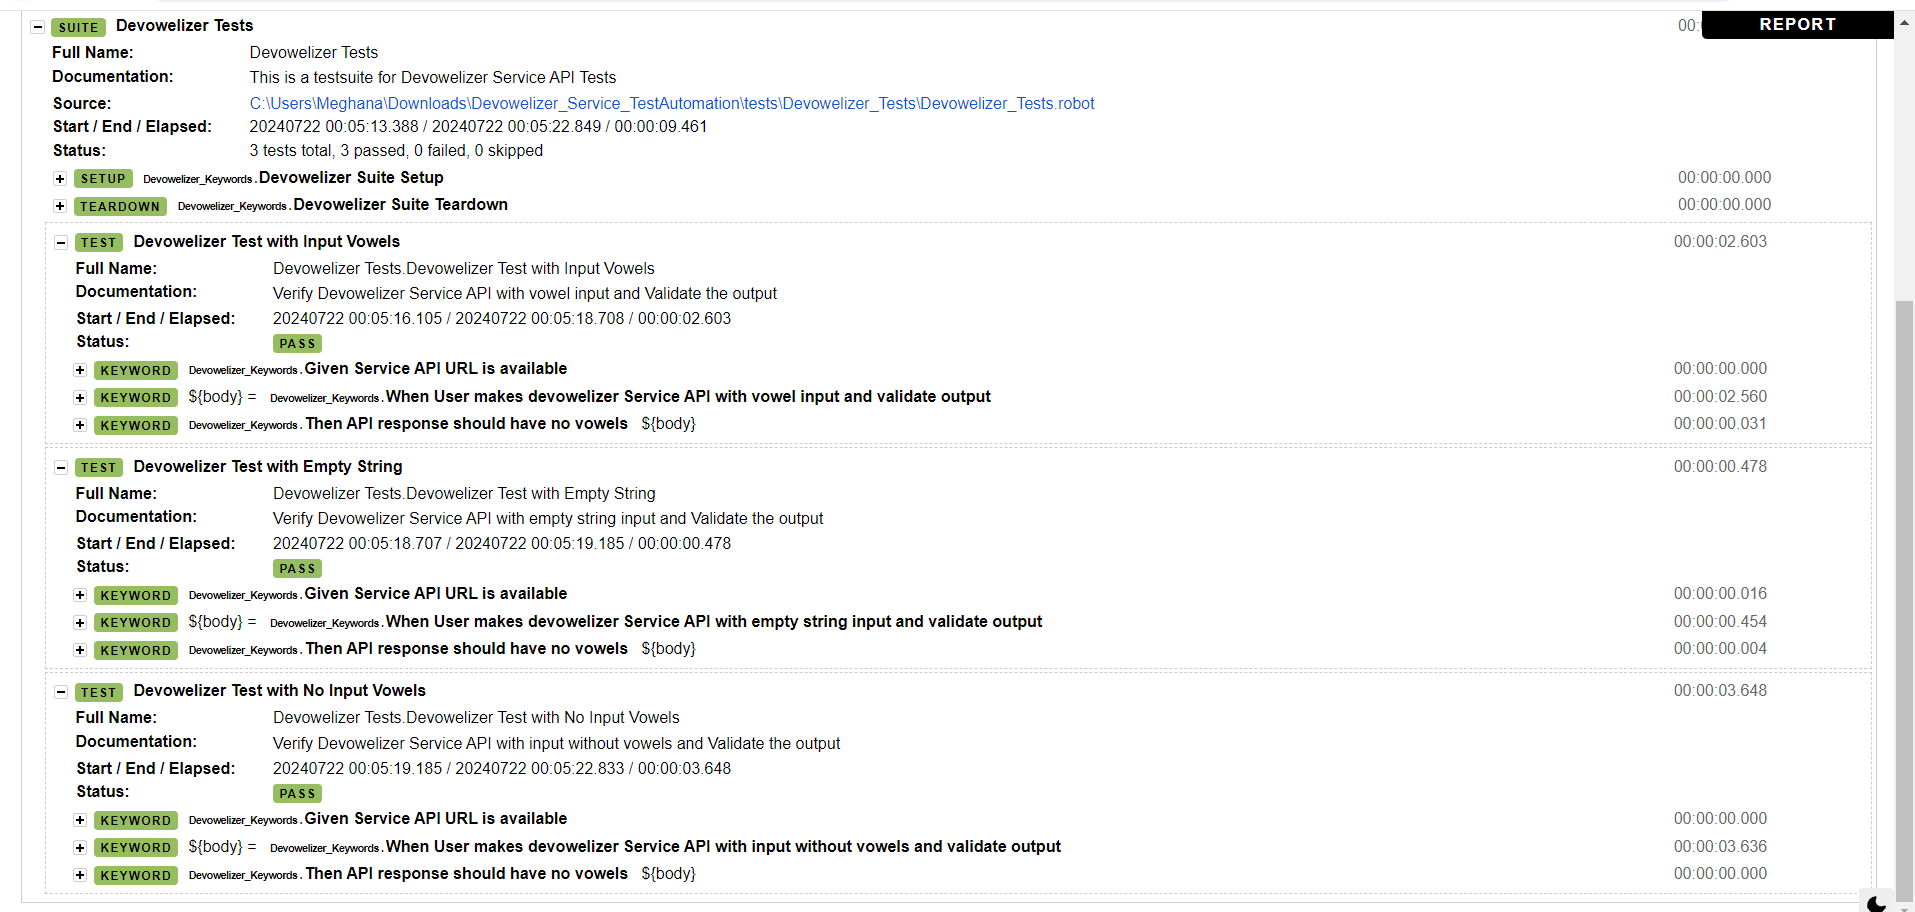 SUITE Devowelizer Tests 00: REPORT
Full Name: Devowelizer Tests
Documentation: This is a testsuite for Devowelizer Service API Tests
Source: C:\Users\Meghana\Downloads\Devowelizer_Service_TestAutomation\tests\Devowelizer_Tests\Devowelizer_Tests.robot
Start / End / Elapsed: 20240722 00:05:13.388 / 20240722 00:05:22.849 / 00:00:09.461
Status: 3 tests total, 3 passed, 0 failed, 0 skipped
+ SETUP Devowelizer_Keywords.Devowelizer Suite Setup 00:00:00.000
+ TEARDOWN Devowelizer_Keywords.Devowelizer Suite Teardown 00:00:00.000
- TEST Devowelizer Test with Input Vowels 00:00:02.603
Full Name: Devowelizer Tests.Devowelizer Test with Input Vowels
Documentation: Verify Devowelizer Service API with vowel input and Validate the output
Start / End / Elapsed: 20240722 00:05:16.105 / 20240722 00:05:18.708 / 00:00:02.603
Status: PASS
+ KEYWORD Devowelizer_Keywords.Given Service API URL is available 00:00:00.000
+ KEYWORD ${body} = Devowelizer_Keywords.When User makes devowelizer Service API with vowel input and validate output 00:00:02.560
+ KEYWORD Devowelizer_Keywords.Then API response should have no vowels ${body} 00:00:00.031
- TEST Devowelizer Test with Empty String 00:00:00.478
Full Name: Devowelizer Tests.Devowelizer Test with Empty String
Documentation: Verify Devowelizer Service API with empty string input and Validate the output
Start / End / Elapsed: 20240722 00:05:18.707 / 20240722 00:05:19.185 / 00:00:00.478
Status: PASS
+ KEYWORD Devowelizer_Keywords.Given Service API URL is available 00:00:00.016
+ KEYWORD ${body} = Devowelizer_Keywords.When User makes devowelizer Service API with empty string input and validate output 00:00:00.454
+ KEYWORD Devowelizer_Keywords.Then API response should have no vowels ${body} 00:00:00.004
- TEST Devowelizer Test with No Input Vowels 00:00:03.648
Full Name: Devowelizer Tests.Devowelizer Test with No Input Vowels
Documentation: Verify Devowelizer Service API with input without vowels and Validate the output
Start / End / Elapsed: 20240722 00:05:19.185 / 20240722 00:05:22.833 / 00:00:03.648
Status: PASS
+ KEYWORD Devowelizer_Keywords.Given Service API URL is available 00:00:00.000
+ KEYWORD ${body} = Devowelizer_Keywords.When User makes devowelizer Service API with input without vowels and validate output 00:00:03.636
+ KEYWORD Devowelizer_Keywords.Then API response should have no vowels ${body} 00:00:00.000